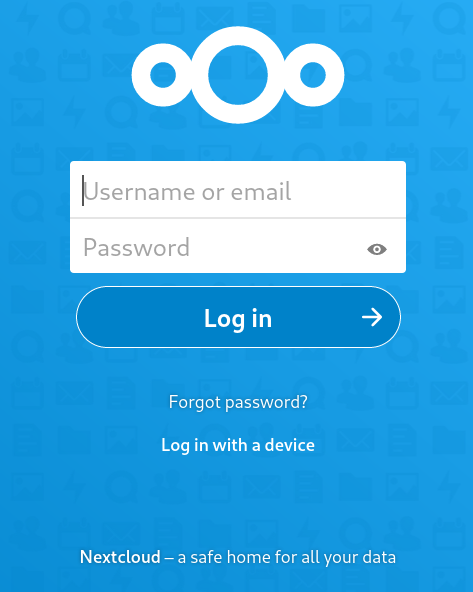 Username or email
Password
Log in
Forgot password?
Log in with a device
Nextcloud – a safe home for all your data